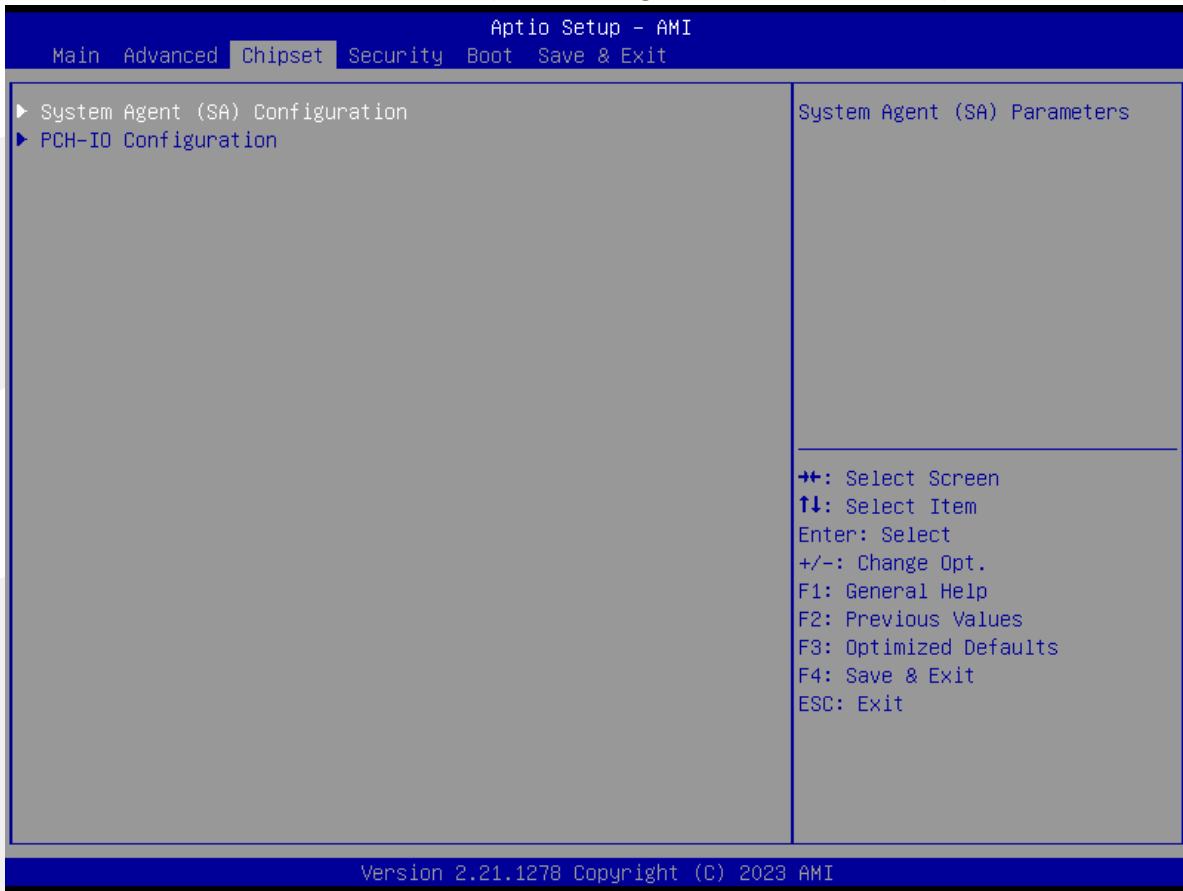 Aptio Setup – AMI
Main Advanced Chipset Security Boot Save & Exit
▶ System Agent (SA) Configuration
▶ PCH-IO Configuration
System Agent (SA) Parameters
→←: Select Screen
↑↓: Select Item
Enter: Select
+/-: Change Opt.
F1: General Help
F2: Previous Values
F3: Optimized Defaults
F4: Save & Exit
ESC: Exit
Version 2.21.1278 Copyright (C) 2023 AMI